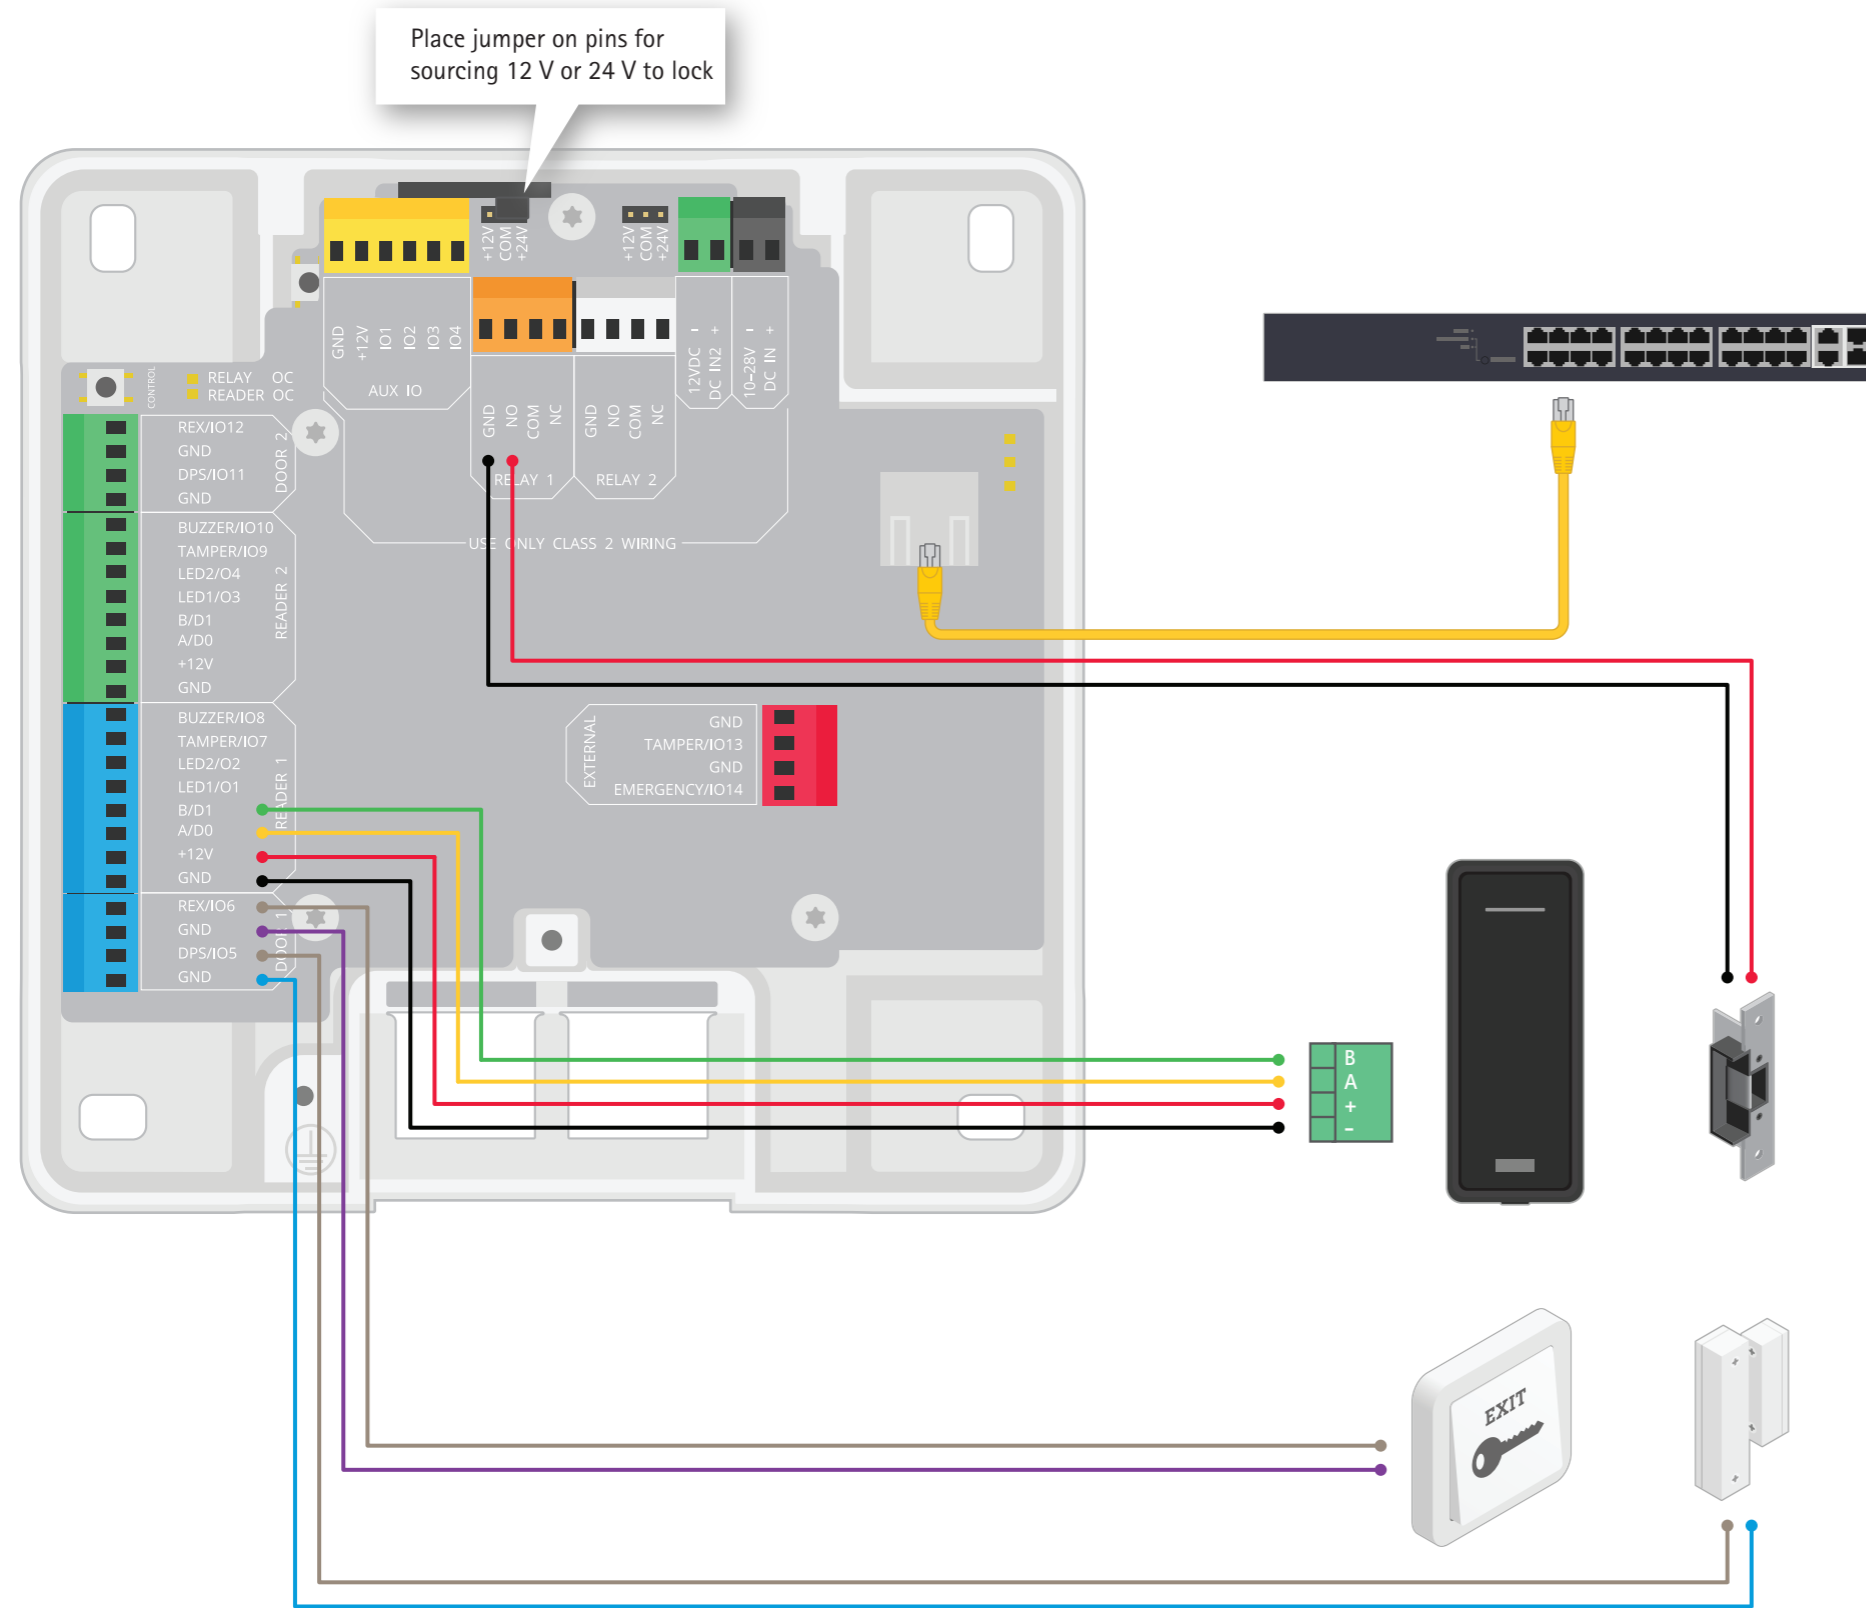 Place jumper on pins for
sourcing 12 V or 24 V to lock
+12V
COM
+24V
+12V
COM
+24V
GND
+12V
IO1
IO2
IO3
IO4
AUX IO
12VDC -
DC IN2 +
10–28V -
DC IN +
CONTROL
RELAY OC
READER OC
GND
NO
COM
NC
RELAY 1
GND
NO
COM
NC
RELAY 2
USE ONLY CLASS 2 WIRING
REX/IO12
GND
DPS/IO11
GND
DOOR 2
BUZZER/IO10
TAMPER/IO9
LED2/O4
LED1/O3
B/D1
A/D0
+12V
GND
READER 2
BUZZER/IO8
TAMPER/IO7
LED2/O2
LED1/O1
B/D1
A/D0
+12V
GND
READER 1
REX/IO6
GND
DPS/IO5
GND
DOOR 1
EXTERNAL
GND
TAMPER/IO13
GND
EMERGENCY/IO14
B
A
+
-
EXIT